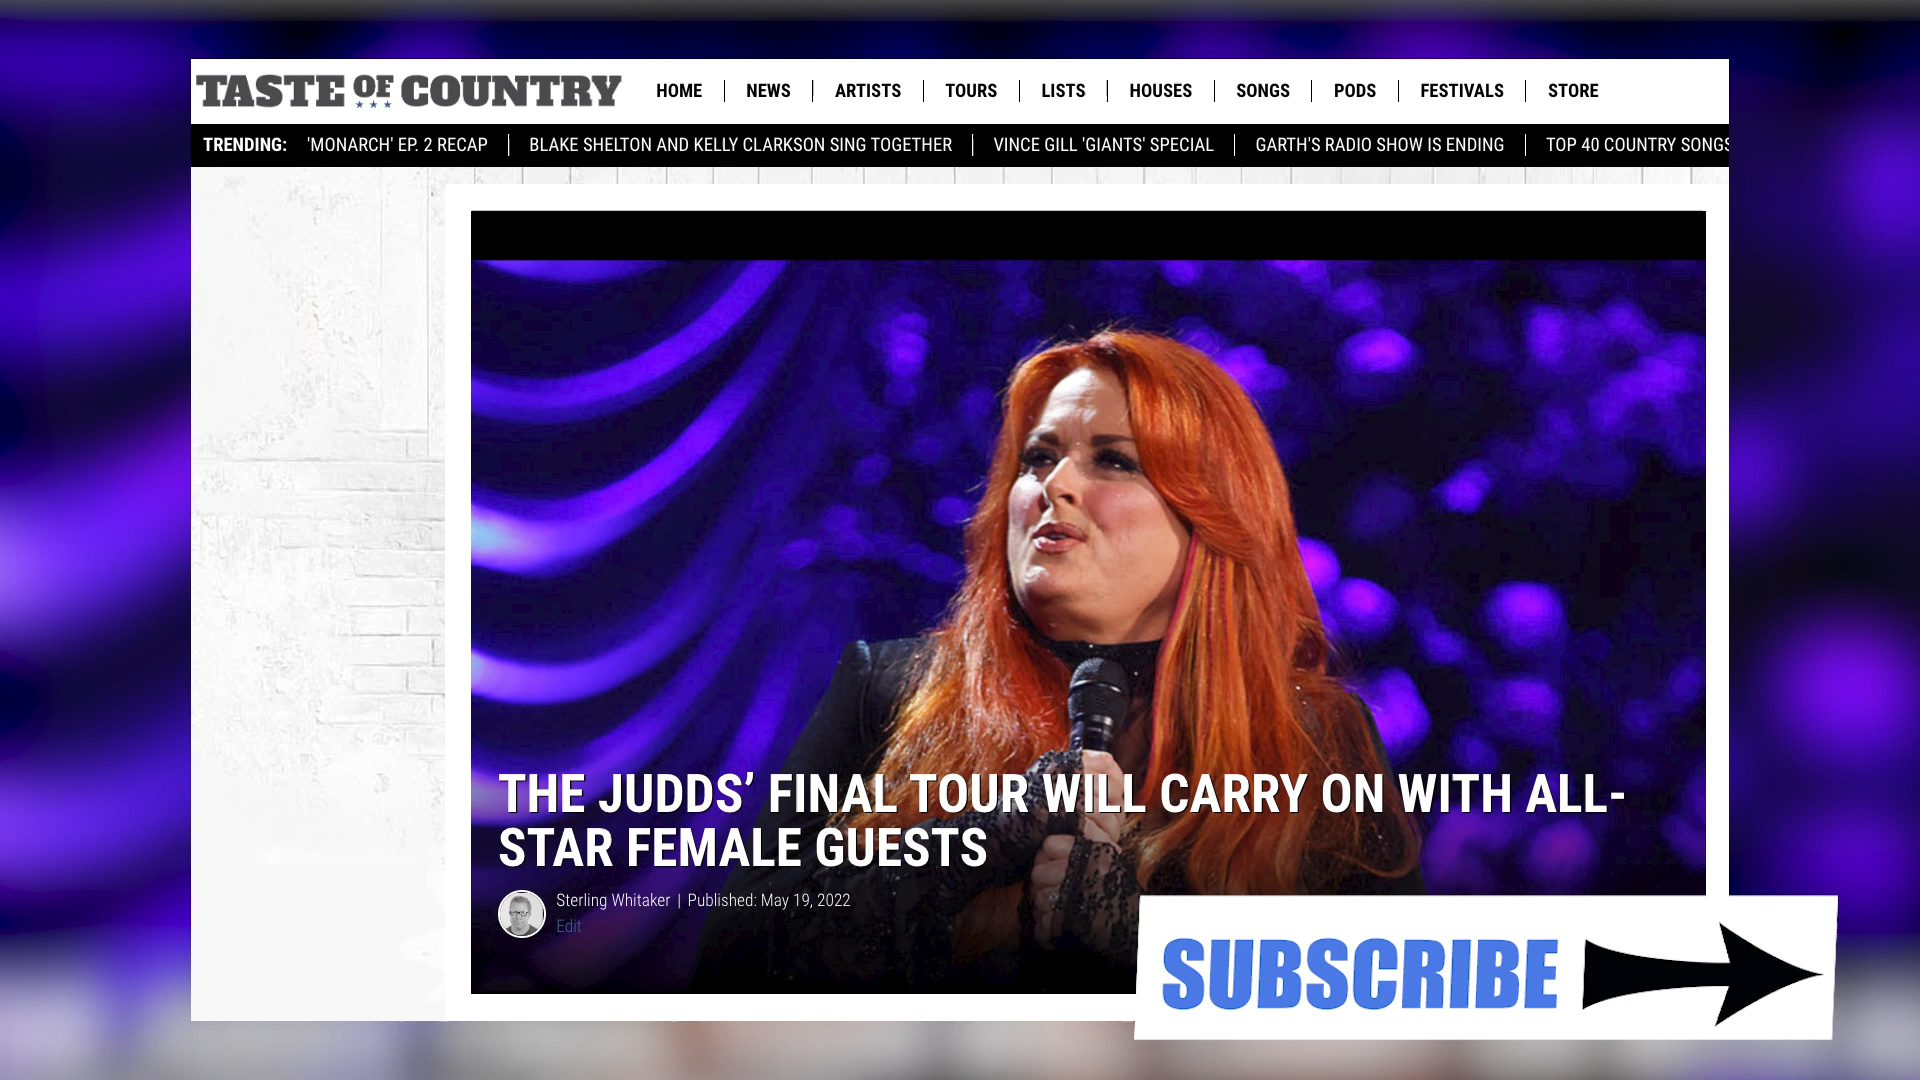 TASTE OF COUNTRY
HOME | NEWS | ARTISTS | TOURS | LISTS | HOUSES | SONGS | PODS | FESTIVALS | STORE
TRENDING: 'MONARCH' EP. 2 RECAP | BLAKE SHELTON AND KELLY CLARKSON SING TOGETHER | VINCE GILL 'GIANTS' SPECIAL | GARTH'S RADIO SHOW IS ENDING | TOP 40 COUNTRY SONGS
THE JUDDS’ FINAL TOUR WILL CARRY ON WITH ALL-
STAR FEMALE GUESTS
Sterling Whitaker | Published: May 19, 2022
Edit
SUBSCRIBE